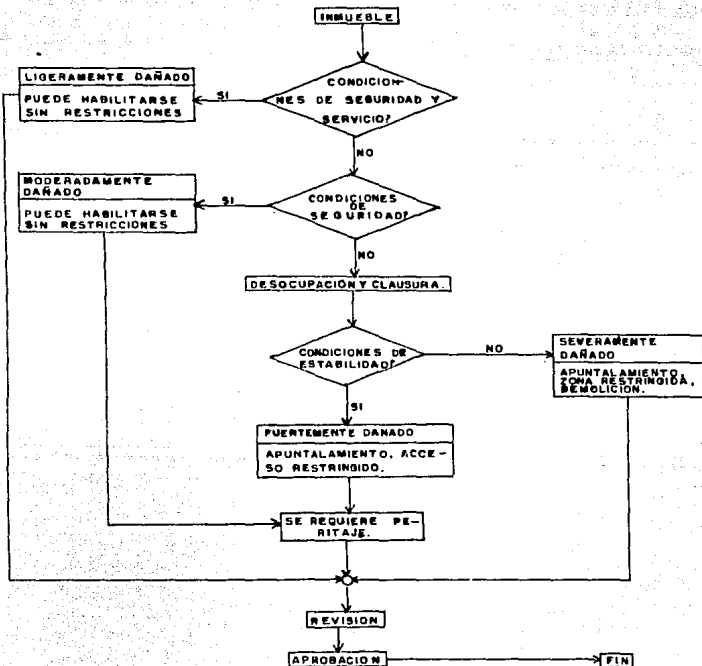 INMUEBLE
CONDICIO-
NES DE SEGURIDAD Y
SERVICIO?
SI
LIGERAMENTE DAÑADO
PUEDE HABILITARSE
SIN RESTRICCIONES
NO
CONDICIONES
DE
SEGURIDAD?
SI
MODERADAMENTE
DAÑADO
PUEDE HABILITARSE
SIN RESTRICCIONES
NO
DESOCUPACIÓN Y CLAUSURA.
CONDICIONES DE
ESTABILIDAD?
NO
SEVERAMENTE
DAÑADO
APUNTALAMIENTO,
ZONA RESTRINGIDA,
DEMOLICION.
SI
FUERTEMENTE DANADO
APUNTALAMIENTO, ACCE-
SO RESTRINGIDO.
SE REQUIERE PE-
RITAJE.
REVISION
APROBACION
FIN